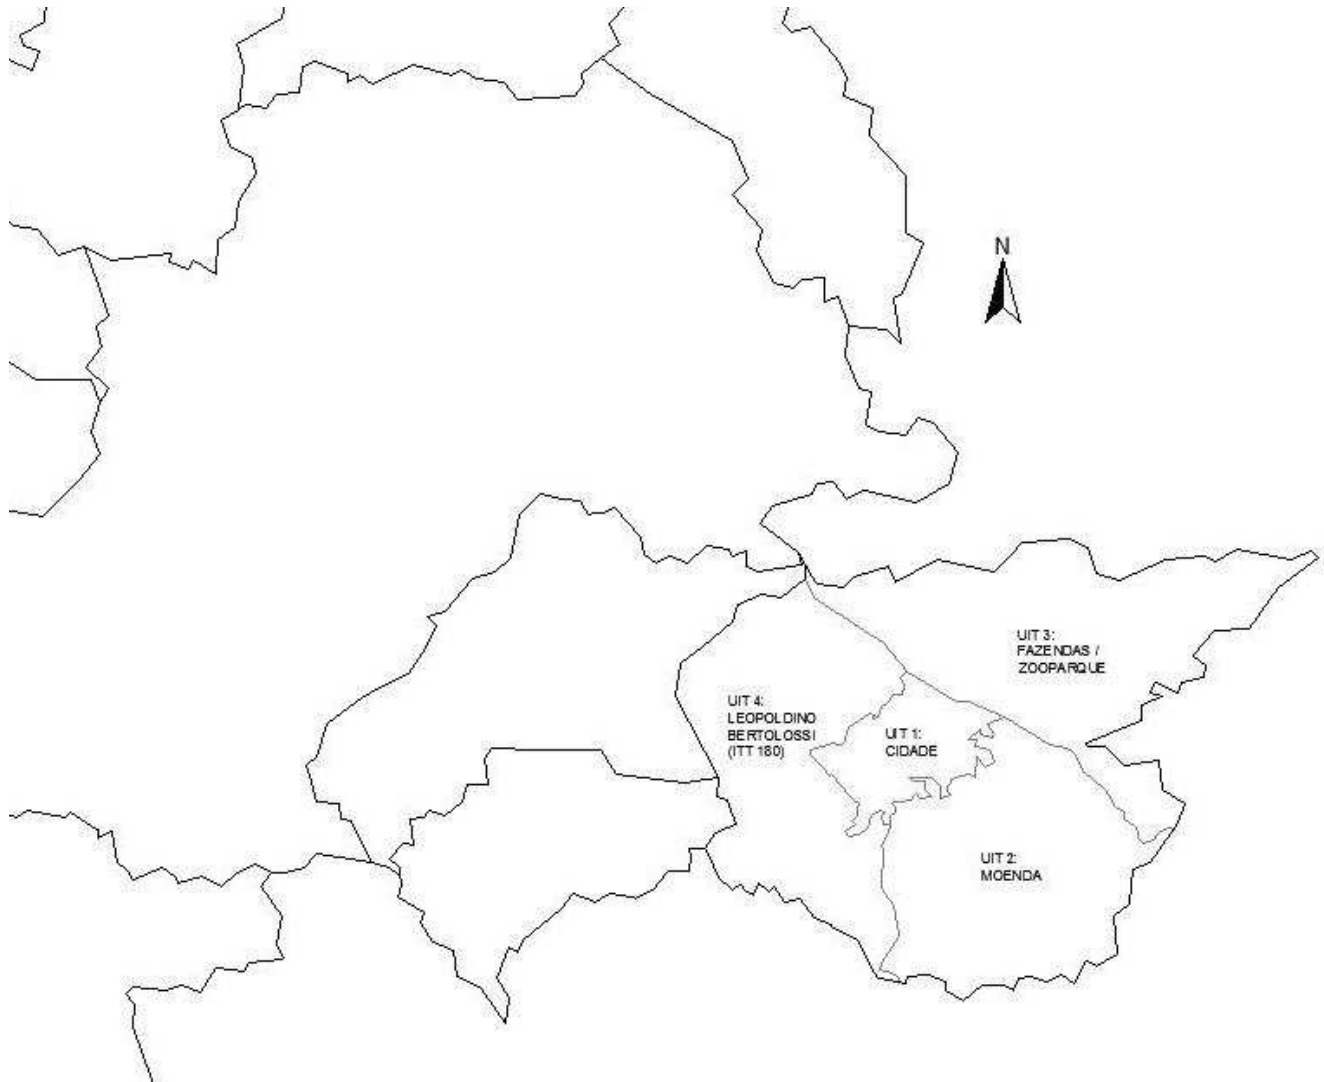 N
UIT 3:
FAZENDAS /
ZOOPARQUE
UIT 4:
LEOPOLDINO
BERTOLOSSI
(ITT 180)
UIT 1:
CIDADE
UIT 2:
MOENDA